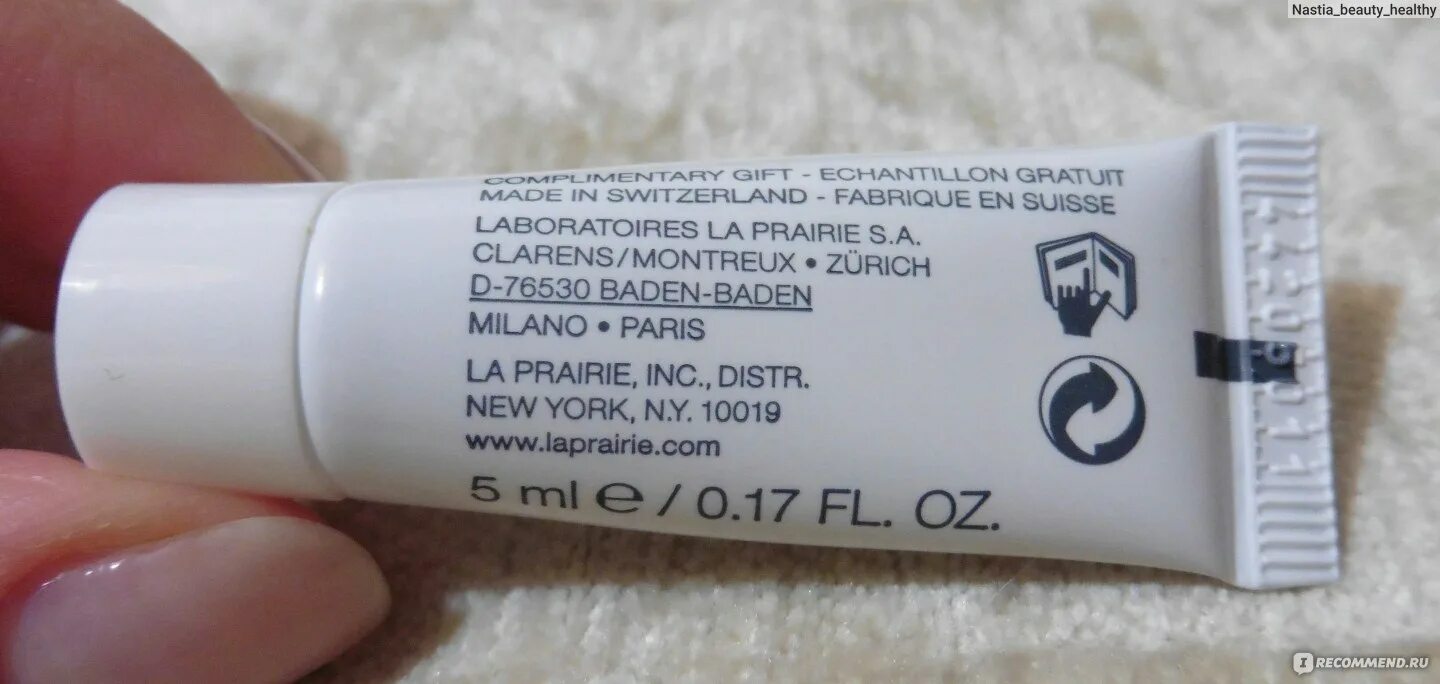 Nastia_beauty_healthy
COMPLIMENTARY GIFT - ECHANTILLON GRATUIT
MADE IN SWITZERLAND - FABRIQUE EN SUISSE
LABORATOIRES LA PRAIRIE S.A.
CLARENS/MONTREUX • ZÜRICH
D-76530 BADEN-BADEN
MILANO • PARIS
LA PRAIRIE, INC., DISTR.
NEW YORK, N.Y. 10019
www.laprairie.com
5 ml e / 0.17 FL. OZ.
IRECOMMEND.RU